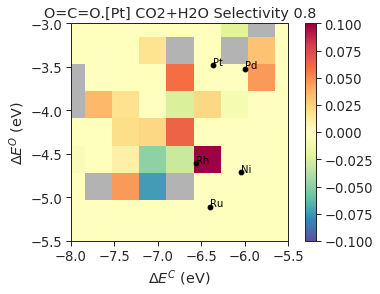 O=C=O.[Pt] CO2+H2O Selectivity 0.8
−3.0
−3.5
−4.0
−4.5
−5.0
−5.5
ΔE^O (eV)
Pt
Pd
Rh
Ni
Ru
−8.0 −7.5 −7.0 −6.5 −6.0 −5.5
ΔE^C (eV)
0.100
0.075
0.050
0.025
0.000
−0.025
−0.050
−0.075
−0.100